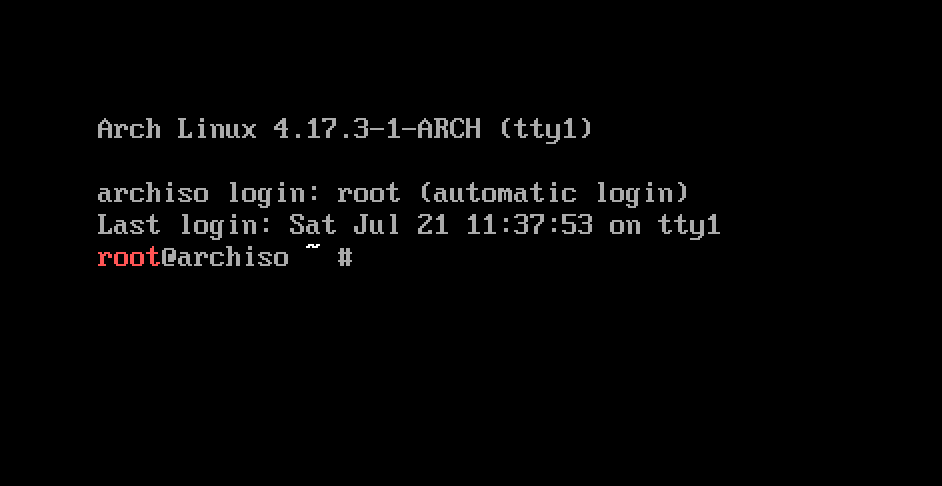 Arch Linux 4.17.3-1-ARCH (tty1)
archiso login: root (automatic login)
Last login: Sat Jul 21 11:37:53 on tty1
root@archiso ~ #